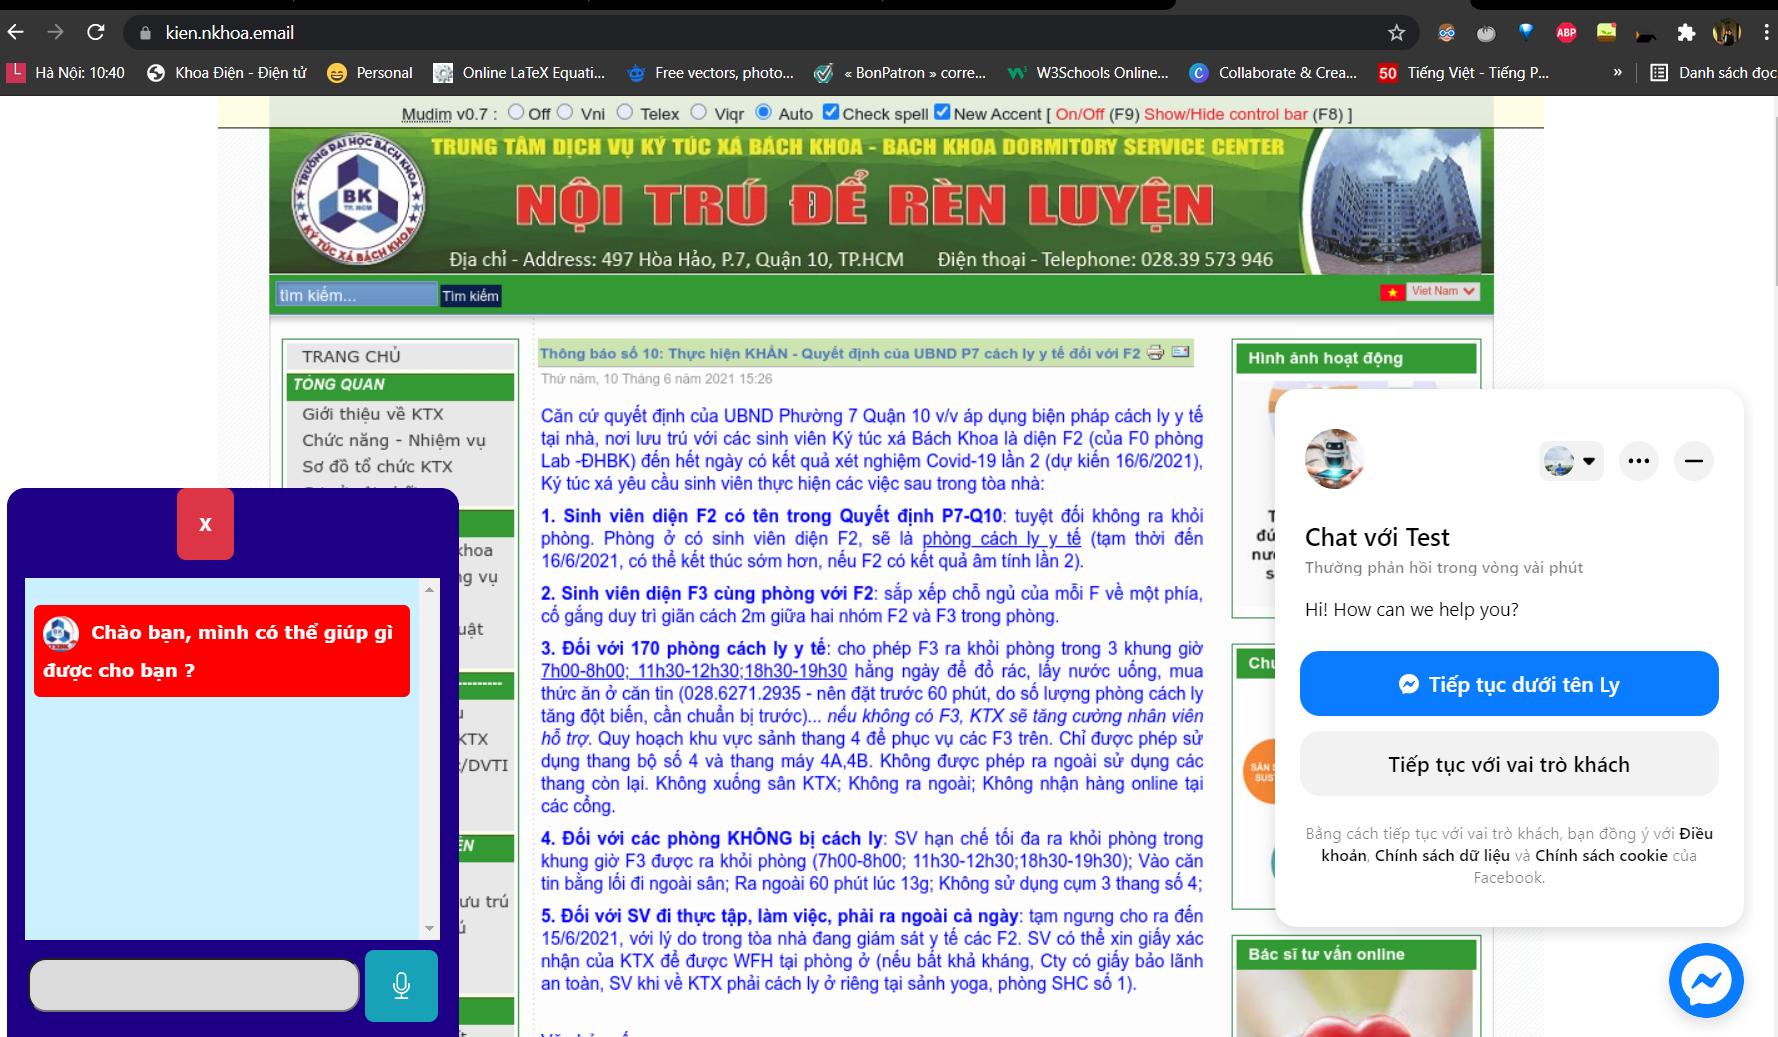 kien.nkhoa.email
ABP
L Hà Nội: 10:40
Khoa Điện - Điện tử
Personal
Online LaTeX Equati...
Free vectors, photo...
« BonPatron » corre...
W3Schools Online...
C Collaborate & Crea...
50 Tiếng Việt - Tiếng P...
»
Danh sách đọc
Mudim v0.7 : Off Vni Telex Viqr Auto Check spell New Accent [ On/Off (F9) Show/Hide control bar (F8) ]
TRƯỜNG ĐẠI HỌC BÁCH KHOA
BK
TP. HCM
KÝ TÚC XÁ BÁCH KHOA
TRUNG TÂM DỊCH VỤ KÝ TÚC XÁ BÁCH KHOA - BACH KHOA DORMITORY SERVICE CENTER
NỘI TRÚ ĐỂ RÈN LUYỆN
Địa chỉ - Address: 497 Hòa Hảo, P.7, Quận 10, TP.HCM Điện thoại - Telephone: 028.39 573 946
tìm kiếm...
Tìm kiếm
Viet Nam
TRANG CHỦ
TỔNG QUAN
Giới thiệu về KTX
Chức năng - Nhiệm vụ
Sơ đồ tổ chức KTX
khoa
ng vụ
uật
----------
KTX
/DVTI
ÊN
ưu trú
ú
Thông báo số 10: Thực hiện KHẨN - Quyết định của UBND P7 cách ly y tế đối với F2
Thứ năm, 10 Tháng 6 năm 2021 15:26
Căn cứ quyết định của UBND Phường 7 Quận 10 v/v áp dụng biện pháp cách ly y tế
tại nhà, nơi lưu trú với các sinh viên Ký túc xá Bách Khoa là diện F2 (của F0 phòng
Lab -ĐHBK) đến hết ngày có kết quả xét nghiệm Covid-19 lần 2 (dự kiến 16/6/2021),
Ký túc xá yêu cầu sinh viên thực hiện các việc sau trong tòa nhà:
1. Sinh viên diện F2 có tên trong Quyết định P7-Q10: tuyệt đối không ra khỏi
phòng. Phòng ở có sinh viên diện F2, sẽ là phòng cách ly y tế (tạm thời đến
16/6/2021, có thể kết thúc sớm hơn, nếu F2 có kết quả âm tính lần 2).
2. Sinh viên diện F3 cùng phòng với F2: sắp xếp chỗ ngủ của mỗi F về một phía,
cố gắng duy trì giãn cách 2m giữa hai nhóm F2 và F3 trong phòng.
3. Đối với 170 phòng cách ly y tế: cho phép F3 ra khỏi phòng trong 3 khung giờ
7h00-8h00; 11h30-12h30;18h30-19h30 hằng ngày để đổ rác, lấy nước uống, mua
thức ăn ở căn tin (028.6271.2935 - nên đặt trước 60 phút, do số lượng phòng cách ly
tăng đột biến, cần chuẩn bị trước)... nếu không có F3, KTX sẽ tăng cường nhân viên
hỗ trợ. Quy hoạch khu vực sảnh thang 4 để phục vụ các F3 trên. Chỉ được phép sử
dụng thang bộ số 4 và thang máy 4A,4B. Không được phép ra ngoài sử dụng các
thang còn lại. Không xuống sân KTX; Không ra ngoài; Không nhận hàng online tại
các cổng.
4. Đối với các phòng KHÔNG bị cách ly: SV hạn chế tối đa ra khỏi phòng trong
khung giờ F3 được ra khỏi phòng (7h00-8h00; 11h30-12h30;18h30-19h30); Vào căn
tin bằng lối đi ngoài sân; Ra ngoài 60 phút lúc 13g; Không sử dụng cụm 3 thang số 4;
5. Đối với SV đi thực tập, làm việc, phải ra ngoài cả ngày: tạm ngưng cho ra đến
15/6/2021, với lý do trong tòa nhà đang giám sát y tế các F2. SV có thể xin giấy xác
nhận của KTX để được WFH tại phòng ở (nếu bất khả kháng, Cty có giấy bảo lãnh
an toàn, SV khi về KTX phải cách ly ở riêng tại sảnh yoga, phòng SHC số 1).
Hình ảnh hoạt động
T
đú
nư
s
Chu
SÀN
SUS
Bác sĩ tư vấn online
X
Chào bạn, mình có thể giúp gì
được cho bạn ?
Chat với Test
Thường phản hồi trong vòng vài phút
Hi! How can we help you?
Tiếp tục dưới tên Ly
Tiếp tục với vai trò khách
Bằng cách tiếp tục với vai trò khách, bạn đồng ý với Điều
khoản, Chính sách dữ liệu và Chính sách cookie của
Facebook.